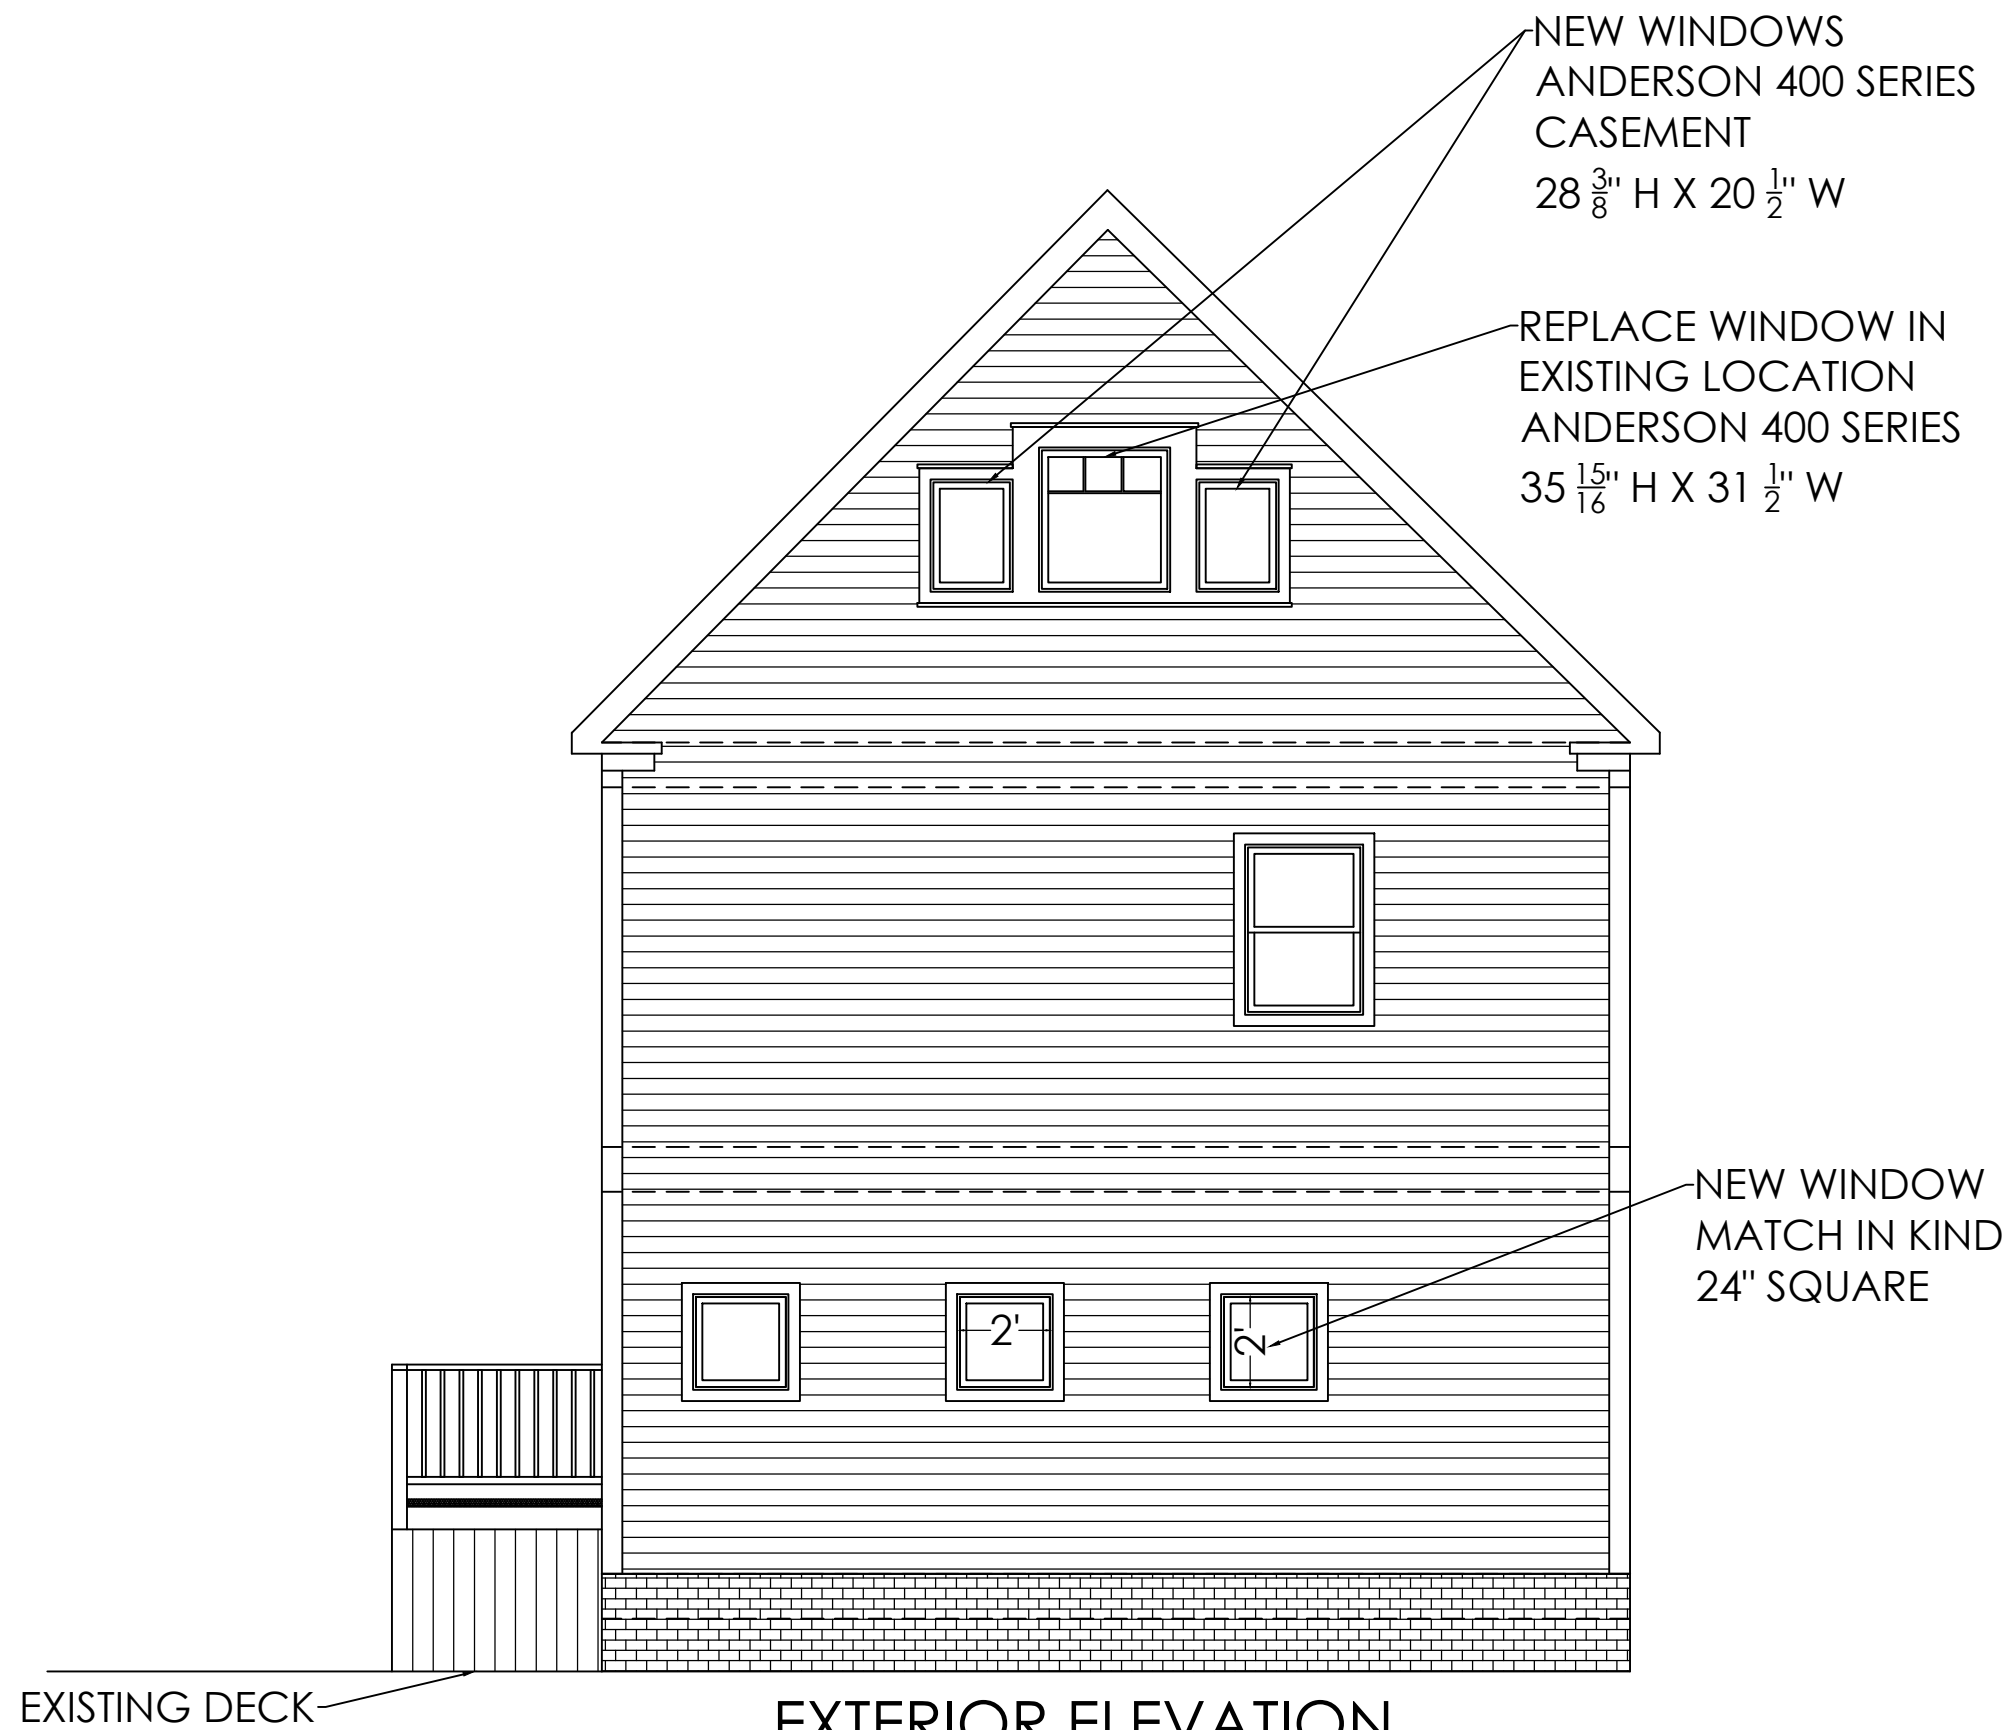 NEW WINDOWS
ANDERSON 400 SERIES
CASEMENT
28 3/8" H X 20 1/2" W
REPLACE WINDOW IN
EXISTING LOCATION
ANDERSON 400 SERIES
35 15/16" H X 31 1/2" W
NEW WINDOW
MATCH IN KIND
24" SQUARE
2'
2'
EXISTING DECK
EXTERIOR ELEVATION